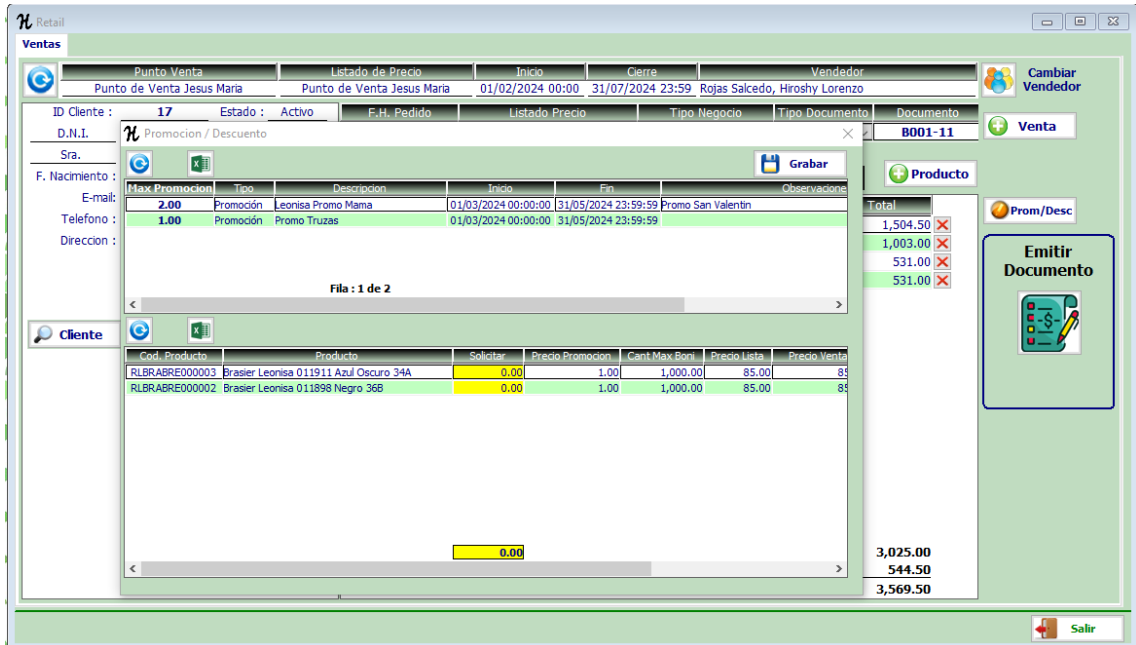 Retail
Ventas
Punto Venta Listado de Precio Inicio Cierre Vendedor
Punto de Venta Jesus Maria Punto de Venta Jesus Maria 01/02/2024 00:00 31/07/2024 23:59 Rojas Salcedo, Hiroshy Lorenzo
Cambiar
Vendedor
ID Cliente : 17 Estado : Activo F.H. Pedido Listado Precio Tipo Negocio Tipo Documento Documento
D.N.I. B001-11
Venta
Sra.
F. Nacimiento :
E-mail:
Telefono :
Direccion :
Cliente
Promocion / Descuento
Grabar
Max Promocion Tipo Descripcion Inicio Fin Observacione
2.00 Promoción Leonisa Promo Mama 01/03/2024 00:00:00 31/05/2024 23:59:59 Promo San Valentin
1.00 Promoción Promo Truzas 01/03/2024 00:00:00 31/05/2024 23:59:59
Fila : 1 de 2
Cod. Producto Producto Solicitar Precio Promocion Cant Max Boni Precio Lista Precio Venta
RLBRABRE000003 Brasier Leonisa 011911 Azul Oscuro 34A 0.00 1.00 1,000.00 85.00 85
RLBRABRE000002 Brasier Leonisa 011898 Negro 36B 0.00 1.00 1,000.00 85.00 85
0.00
Producto
Total
1,504.50
1,003.00
531.00
531.00
3,025.00
544.50
3,569.50
Prom/Desc
Emitir
Documento
Salir